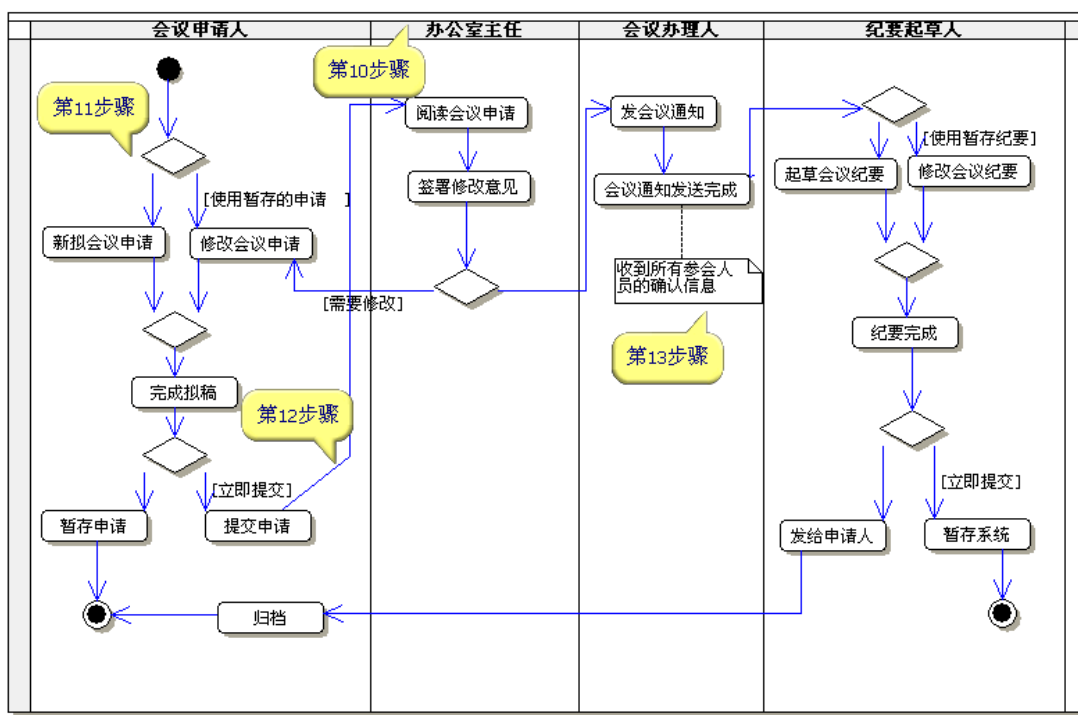 会议申请人
办公室主任
会议办理人
纪要起草人
第10步骤
第11步骤
阅读会议申请
发会议通知
[使用暂存纪要]
起草会议纪要
修改会议纪要
签署修改意见
会议通知发送完成
[使用暂存的申请 ]
新拟会议申请
修改会议申请
收到所有参会人
员的确认信息
[需要修改]
纪要完成
第13步骤
完成拟稿
第12步骤
[立即提交]
[立即提交]
暂存申请
提交申请
发给申请人
暂存系统
归档